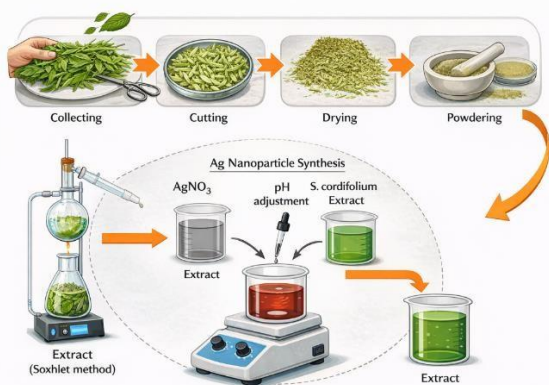 Collecting
Cutting
Drying
Powdering
Ag Nanoparticle Synthesis
AgNO3
pH
adjustment
S. cordifolium
Extract
Extract
Extract
(Soxhlet method)
Extract